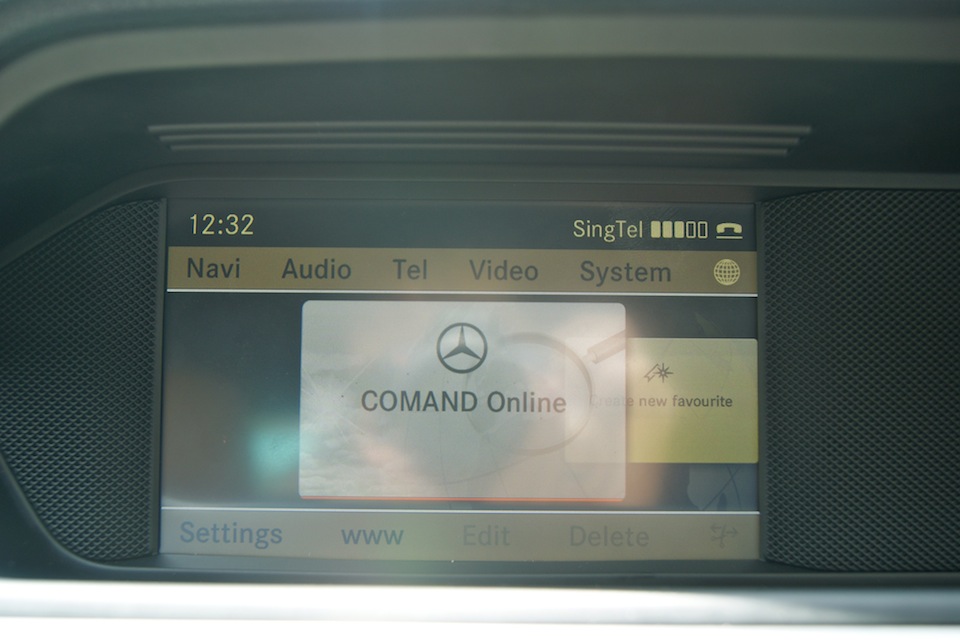 12:32 SingTel
Navi Audio Tel Video System
COMAND Online
Create new favourite
Settings www Edit Delete